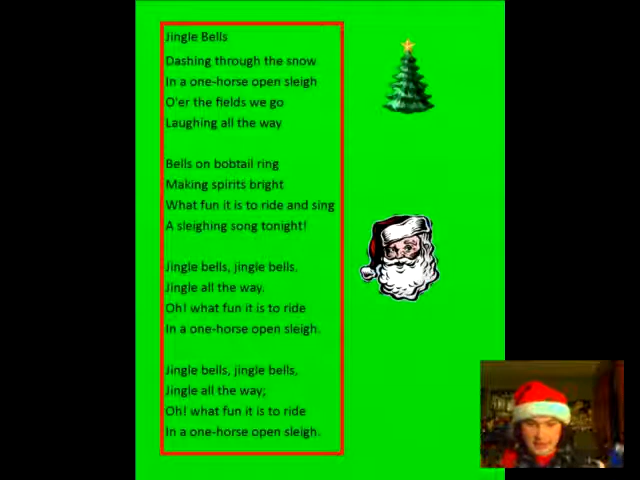 Jingle Bells
Dashing through the snow
In a one-horse open sleigh
O'er the fields we go
Laughing all the way
Bells on bobtail ring
Making spirits bright
What fun it is to ride and sing
A sleighing song tonight!
Jingle bells, jingle bells,
Jingle all the way.
Oh! what fun it is to ride
In a one-horse open sleigh.
Jingle bells, jingle bells,
Jingle all the way;
Oh! what fun it is to ride
In a one-horse open sleigh.